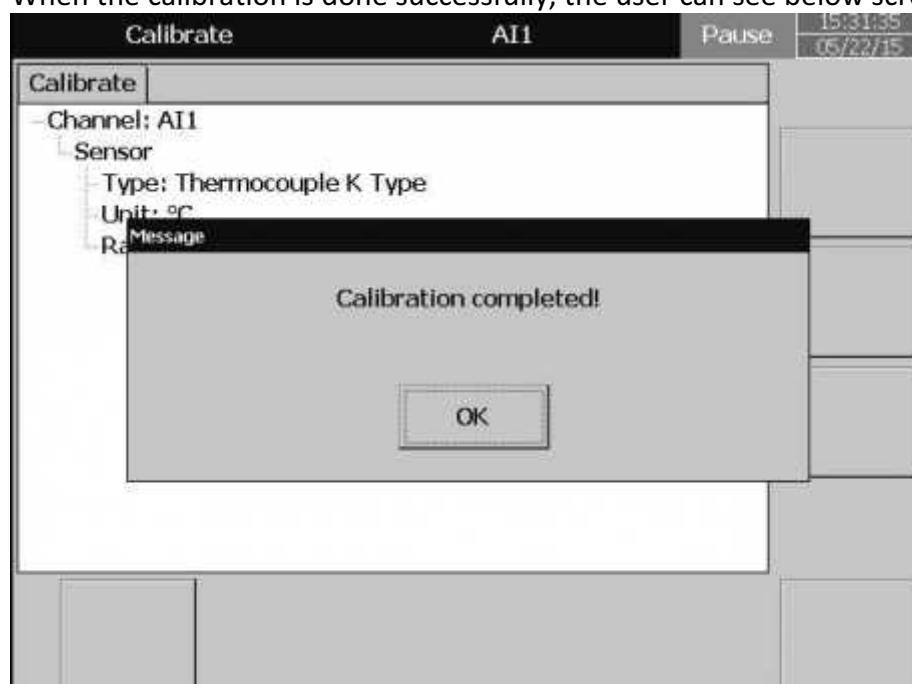 When the calibration is done successfully, the user can see below
Calibrate AI1 Pause 15:31:35
05/22/15
Calibrate
Channel: AI1
Sensor
Type: Thermocouple K Type
Unit: °C
Message
Calibration completed!
OK